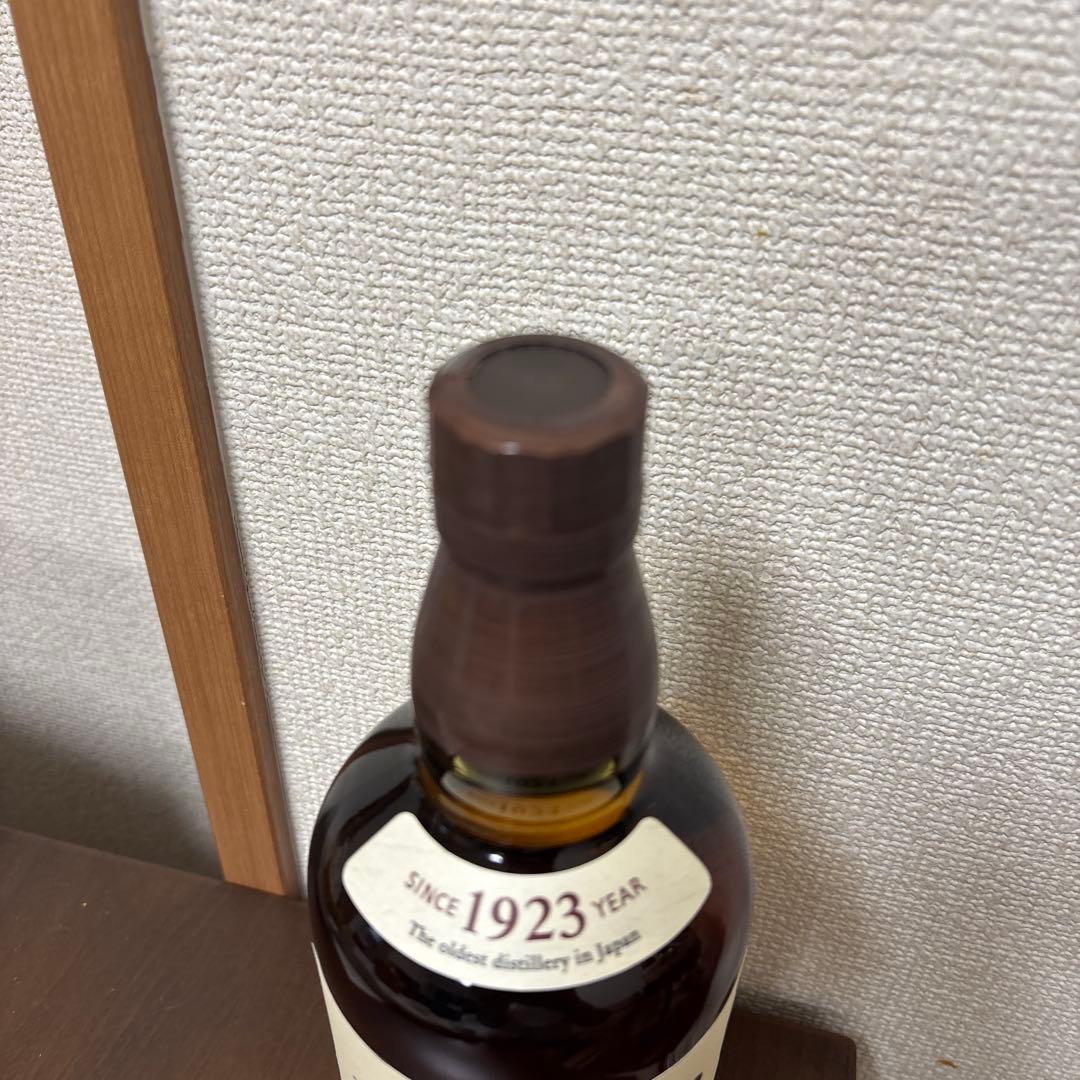 SINCE 1923 YEAR
The oldest distillery in Japan